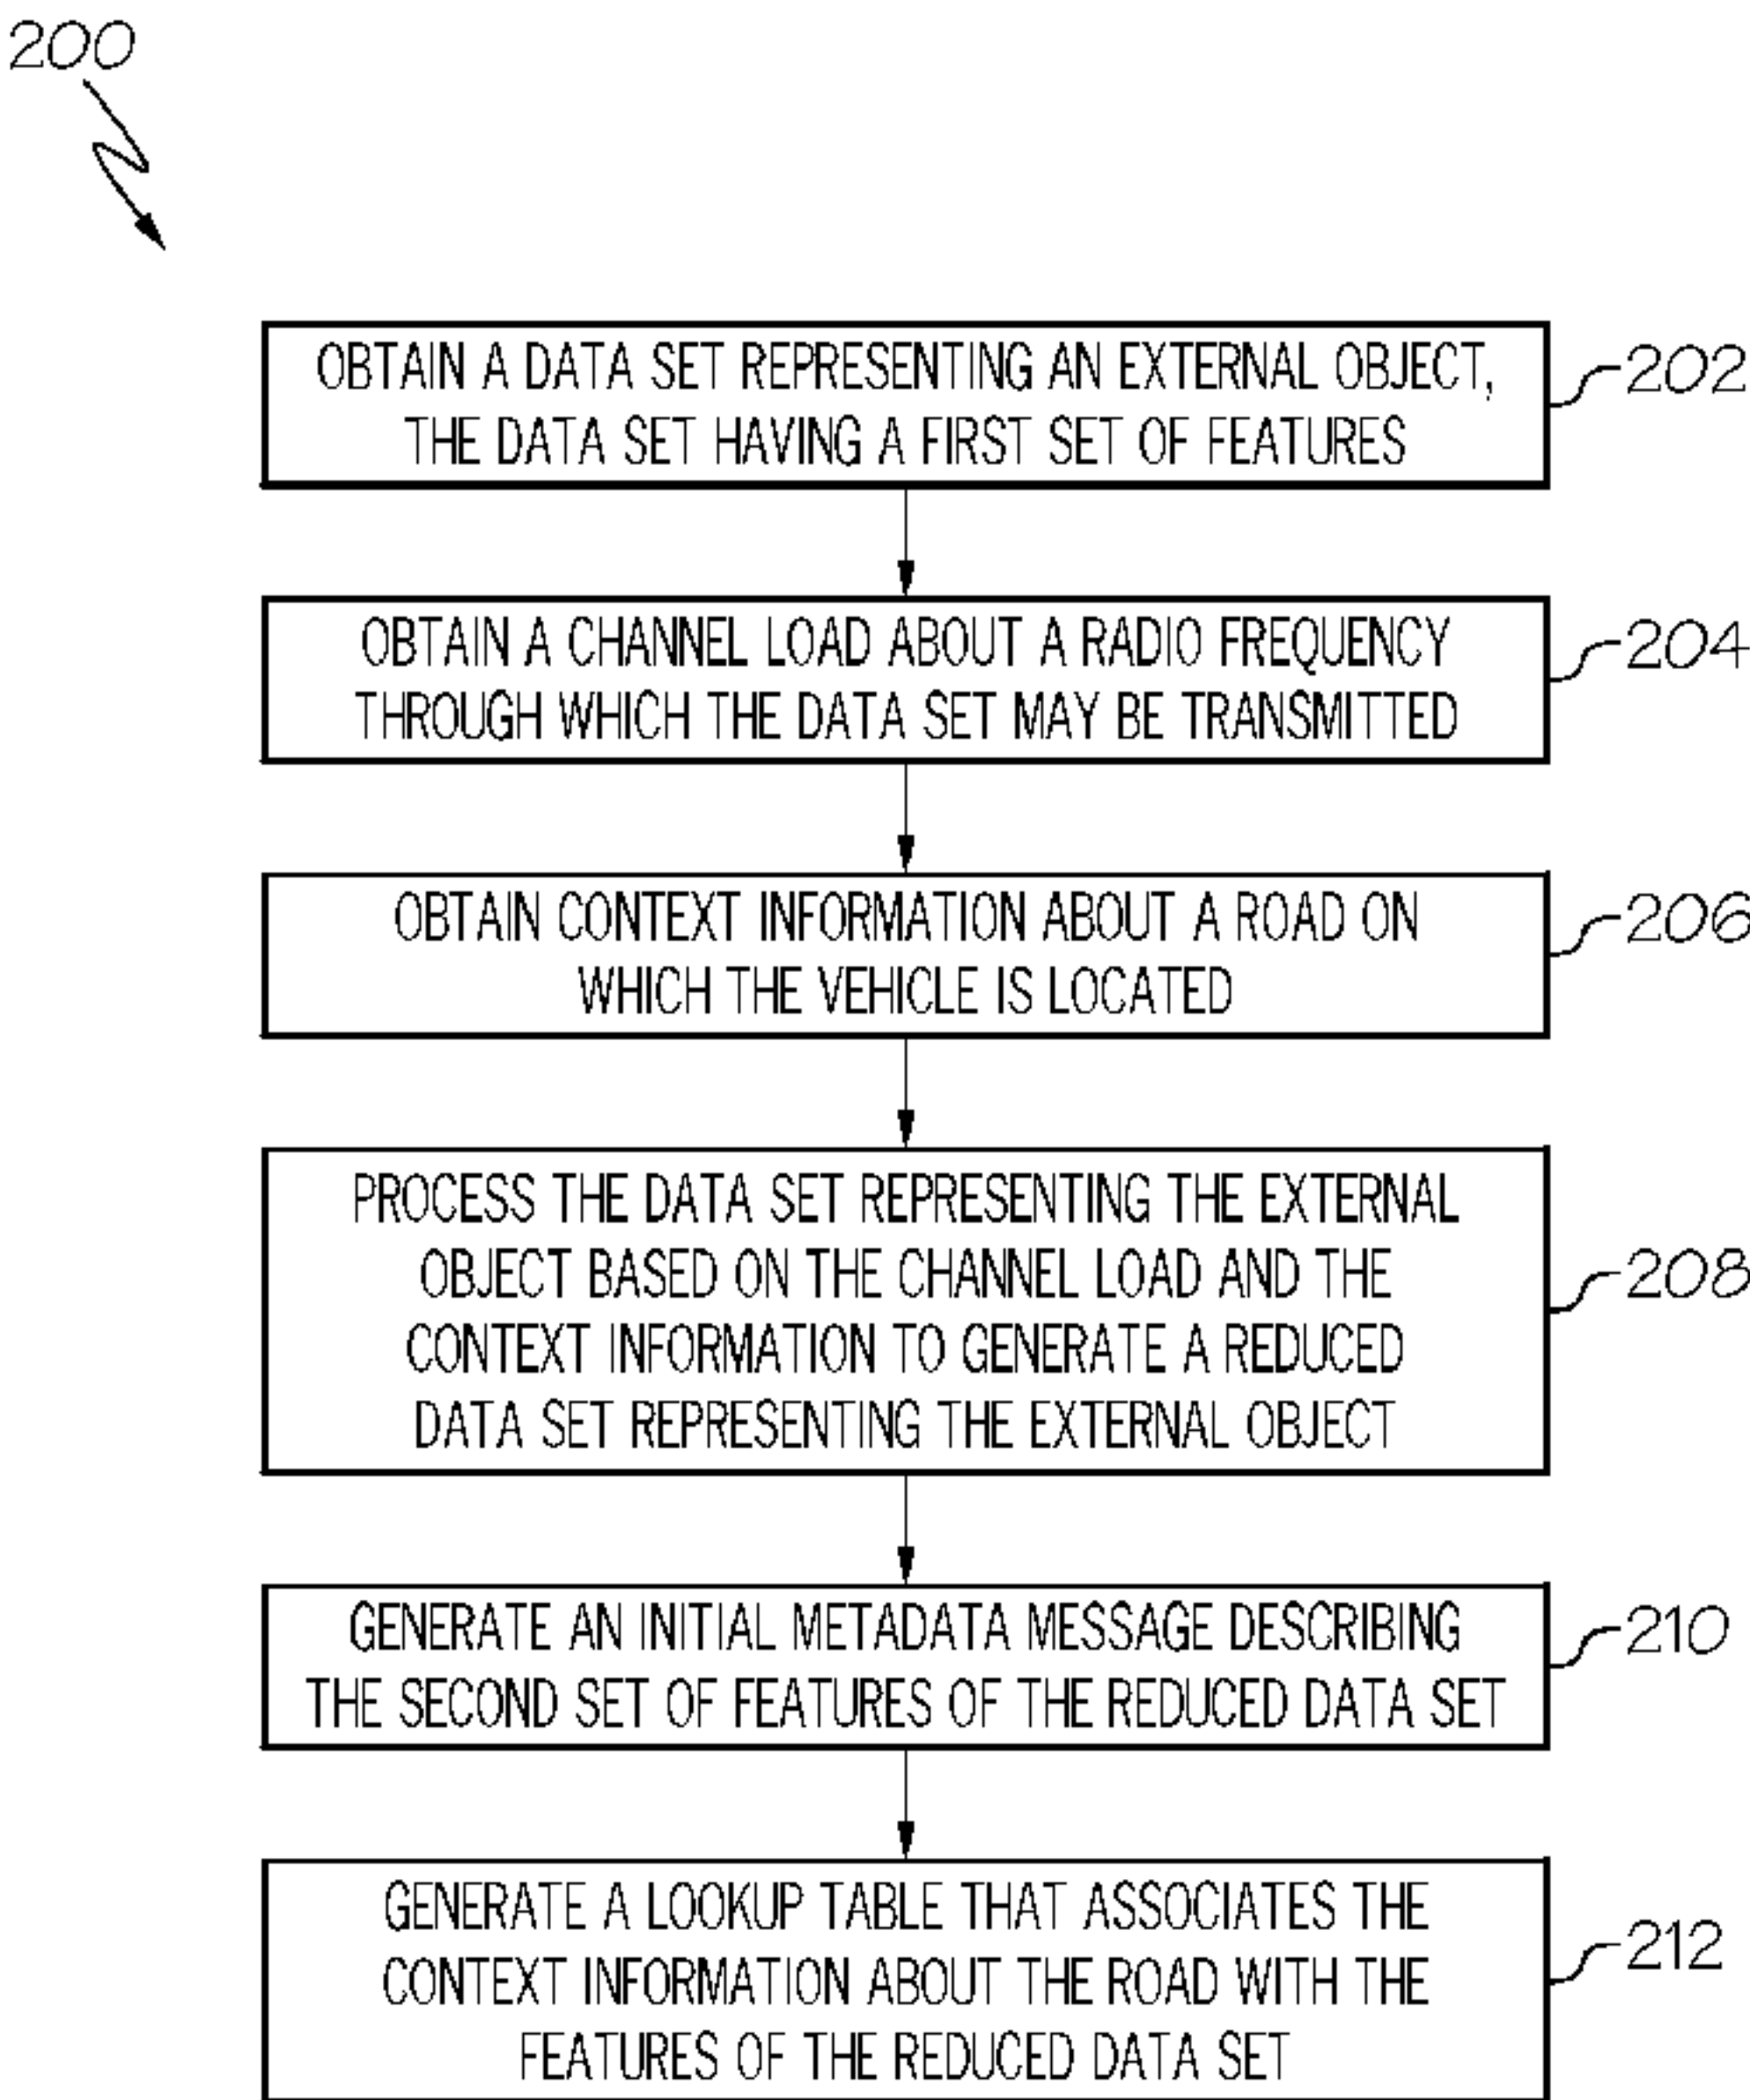 200
OBTAIN A DATA SET REPRESENTING AN EXTERNAL OBJECT,
THE DATA SET HAVING A FIRST SET OF FEATURES
202
OBTAIN A CHANNEL LOAD ABOUT A RADIO FREQUENCY
THROUGH WHICH THE DATA SET MAY BE TRANSMITTED
204
OBTAIN CONTEXT INFORMATION ABOUT A ROAD ON
WHICH THE VEHICLE IS LOCATED
206
PROCESS THE DATA SET REPRESENTING THE EXTERNAL
OBJECT BASED ON THE CHANNEL LOAD AND THE
CONTEXT INFORMATION TO GENERATE A REDUCED
DATA SET REPRESENTING THE EXTERNAL OBJECT
208
GENERATE AN INITIAL METADATA MESSAGE DESCRIBING
THE SECOND SET OF FEATURES OF THE REDUCED DATA SET
210
GENERATE A LOOKUP TABLE THAT ASSOCIATES THE
CONTEXT INFORMATION ABOUT THE ROAD WITH THE
FEATURES OF THE REDUCED DATA SET
212